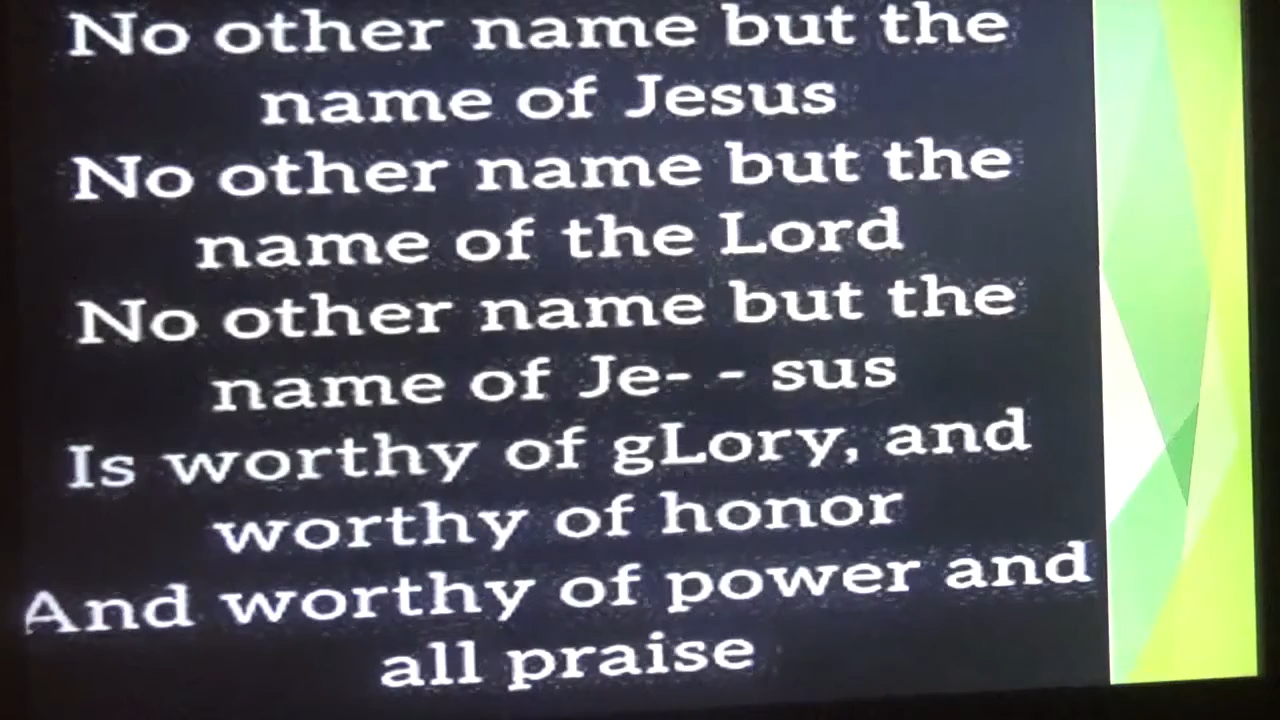 No other name but the
name of Jesus
No other name but the
name of the Lord
No other name but the
name of Je- - sus
Is worthy of gLory, and
worthy of honor
And worthy of power and
all praise